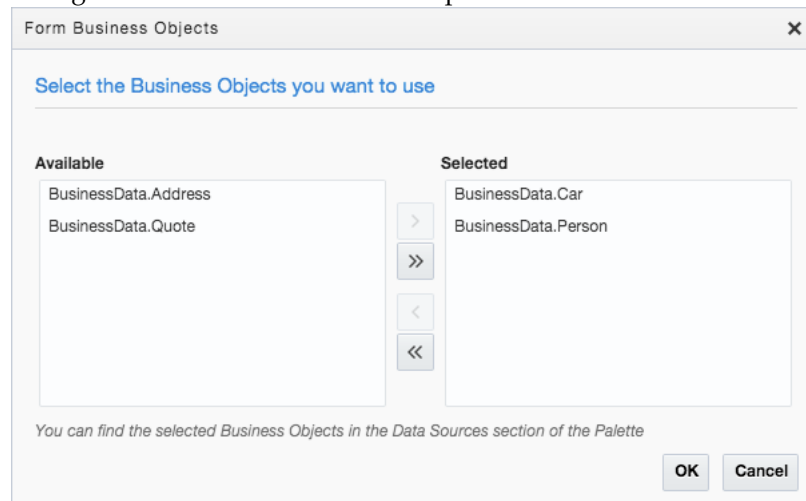 Form Business Objects
Select the Business Objects you want to use
Available
Selected
BusinessData.Address
BusinessData.Quote
BusinessData.Car
BusinessData.Person
You can find the selected Business Objects in the Data Sources section of the Palette
OK
Cancel